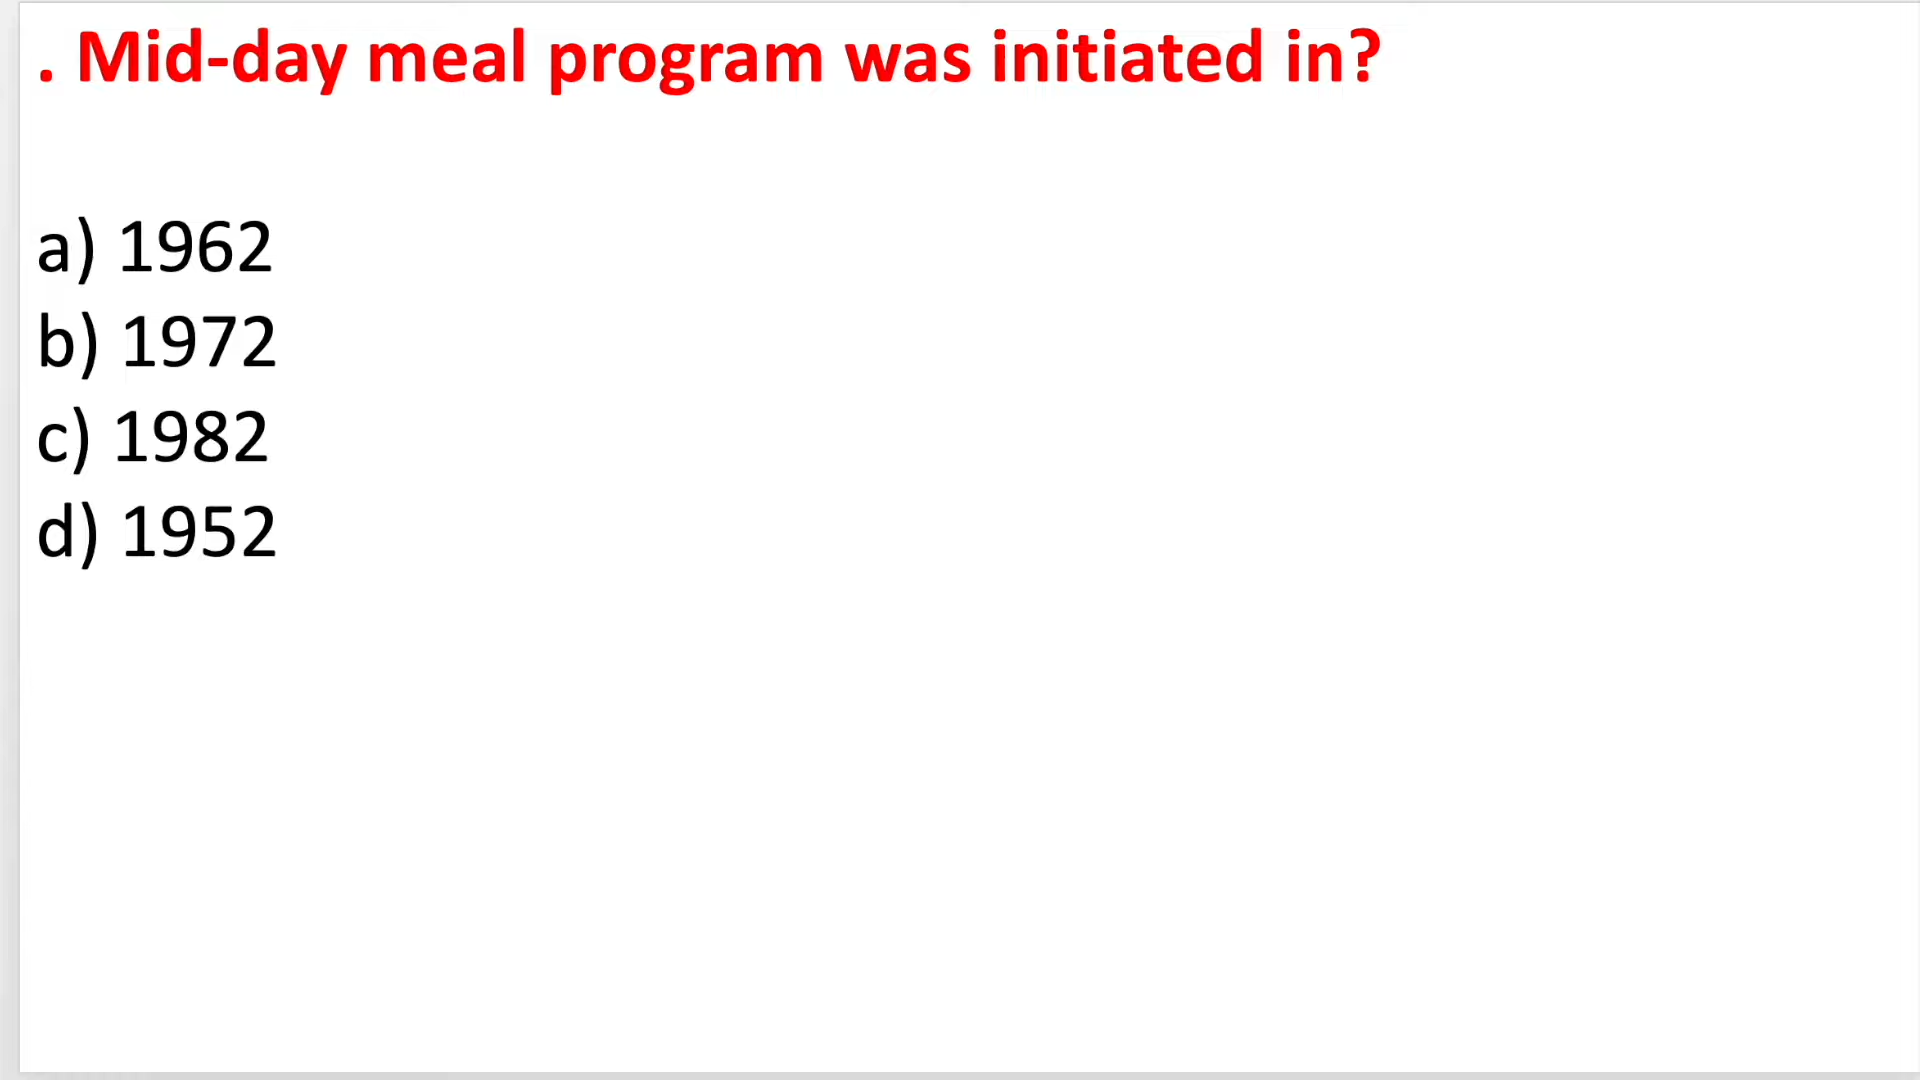 . Mid-day meal program was initiated in?
a) 1962
b) 1972
c) 1982
d) 1952